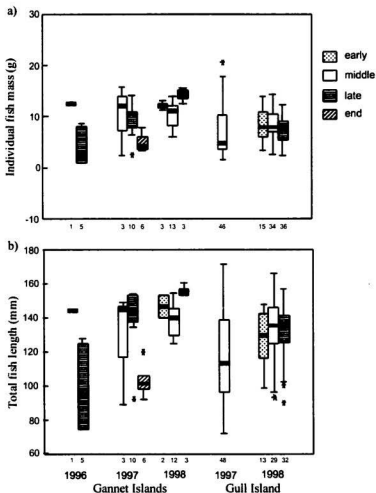 a)
Individual fish mass (g)
30
20
10
0
-10
1 5 3 10 6 3 13 3 46 15 34 36
early
middle
late
end
b)
Total fish length (mm)
180
160
140
120
100
80
60
1 5 3 10 6 2 12 3 48 13 29 32
1996 1997 1998 1997 1998
Gannet Islands Gull Island